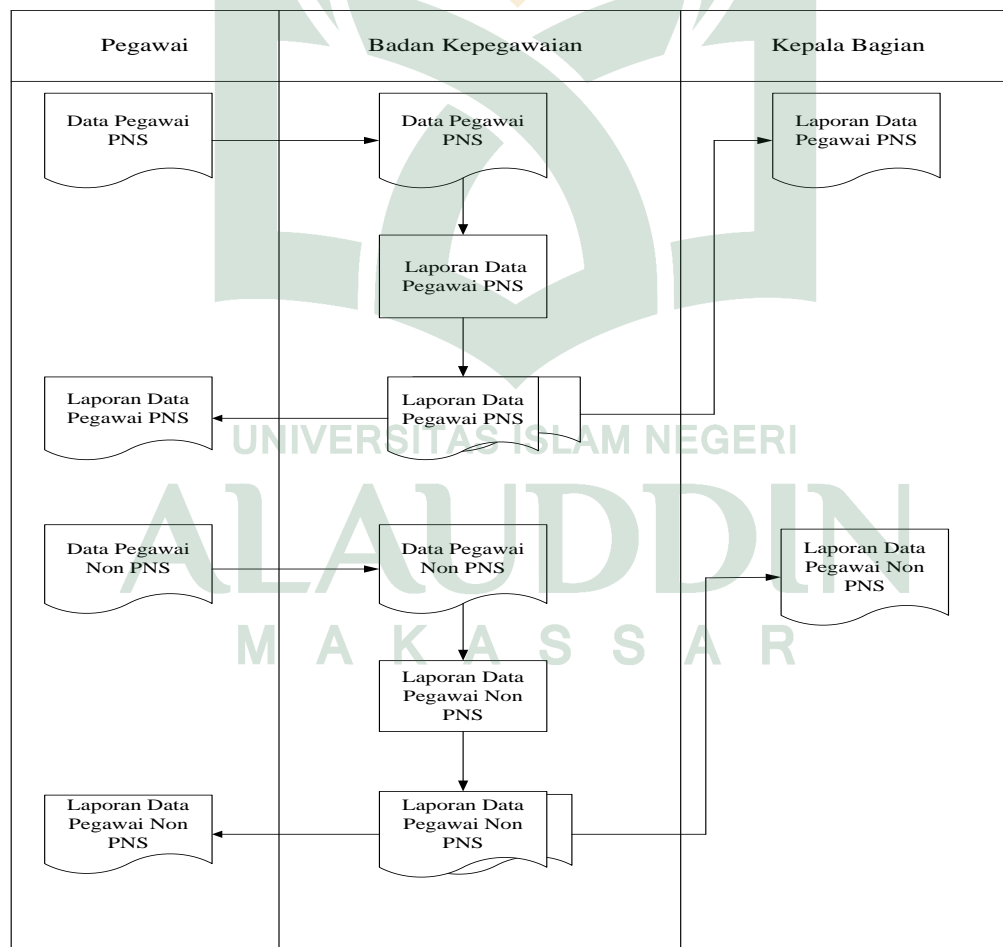 Pegawai
Badan Kepegawaian
Kepala Bagian
Data Pegawai
PNS
Data Pegawai
PNS
Laporan Data
Pegawai PNS
Laporan Data
Pegawai PNS
Laporan Data
Pegawai PNS
Laporan Data
Pegawai PNS
UNIVERSITAS ISLAM NEGERI
ALAUDDIN
MAKASSAR
Data Pegawai
Non PNS
Data Pegawai
Non PNS
Laporan Data
Pegawai Non
PNS
Laporan Data
Pegawai Non
PNS
Laporan Data
Pegawai Non
PNS
Laporan Data
Pegawai Non
PNS